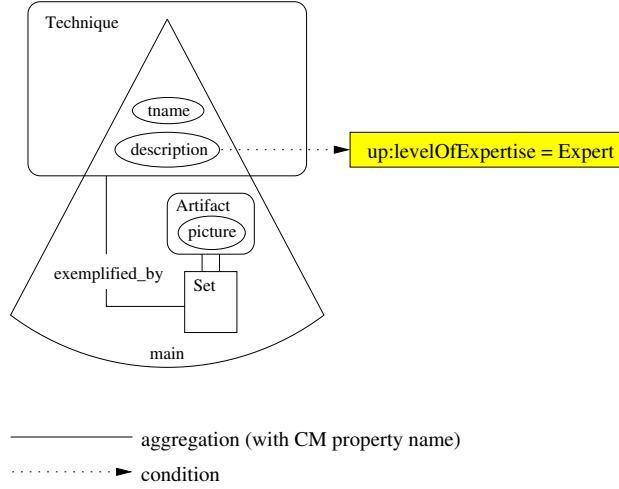 Technique
tname
description
up:levelOfExpertise = Expert
Artifact
picture
exemplified_by
Set
main
aggregation (with CM property name)
condition